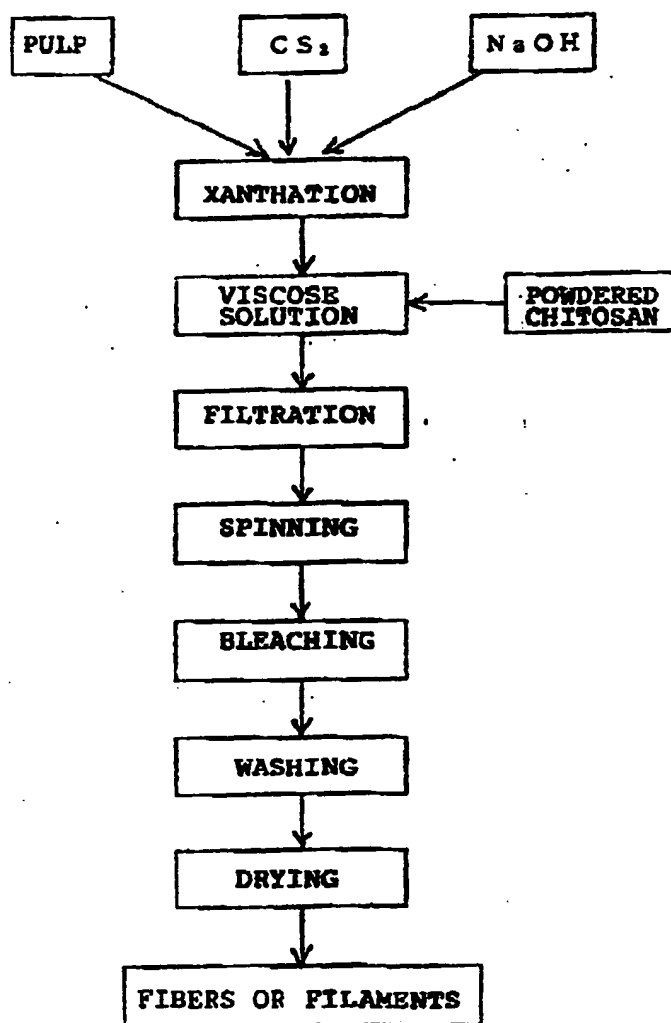 PULP
CS₂
NaOH
XANTHATION
VISCOSE
SOLUTION
POWDERED
CHITOSAN
FILTRATION
SPINNING
BLEACHING
WASHING
DRYING
FIBERS OR FILAMENTS